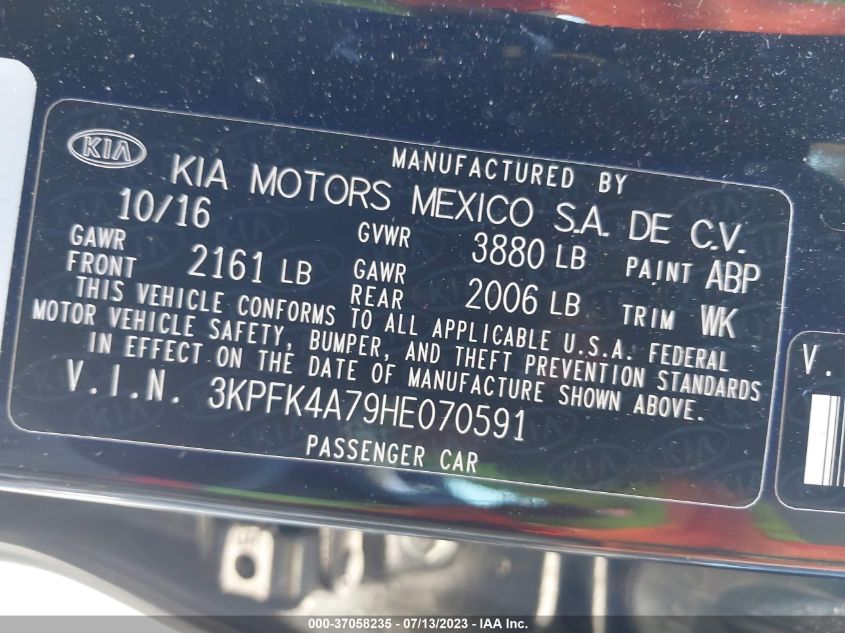 KIA
MANUFACTURED BY
KIA MOTORS MEXICO S.A. DE C.V.
10/16 GVWR 3880 LB PAINT ABP
GAWR FRONT 2161 LB GAWR REAR 2006 LB TRIM WK
THIS VEHICLE CONFORMS TO ALL APPLICABLE U.S.A. FEDERAL
MOTOR VEHICLE SAFETY, BUMPER, AND THEFT PREVENTION STANDARDS
IN EFFECT ON THE DATE OF MANUFACTURE SHOWN ABOVE.
V.I.N. 3KPFK4A79HE070591
PASSENGER CAR
V.
000-37058235 - 07/13/2023 - IAA Inc.